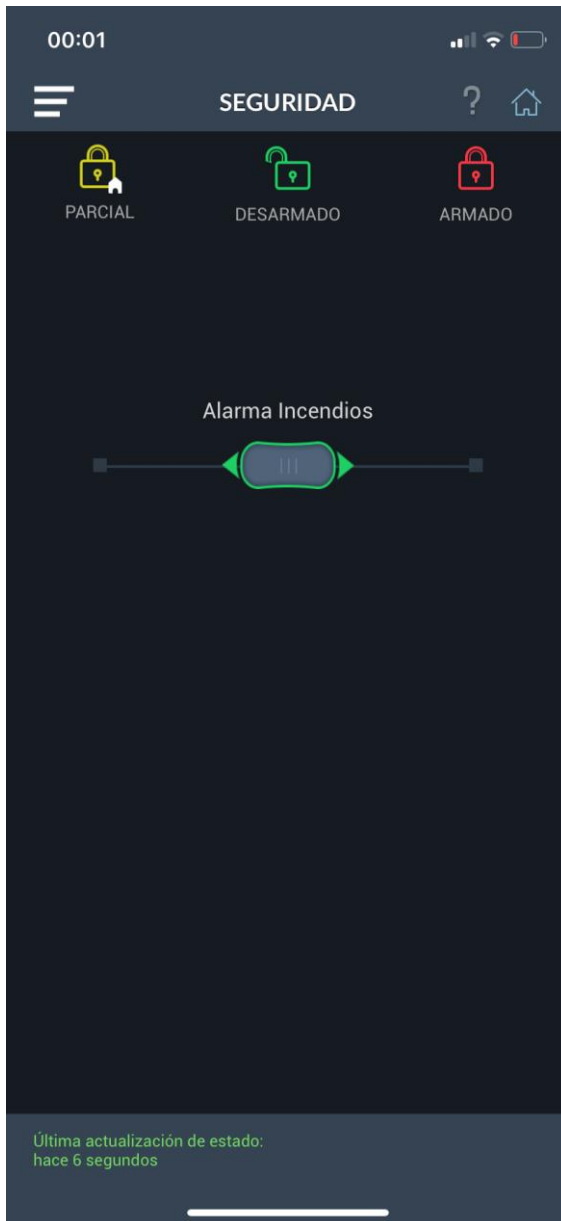 00:01
SEGURIDAD ?
PARCIAL DESARMADO ARMADO
Alarma Incendios
Última actualización de estado:
hace 6 segundos